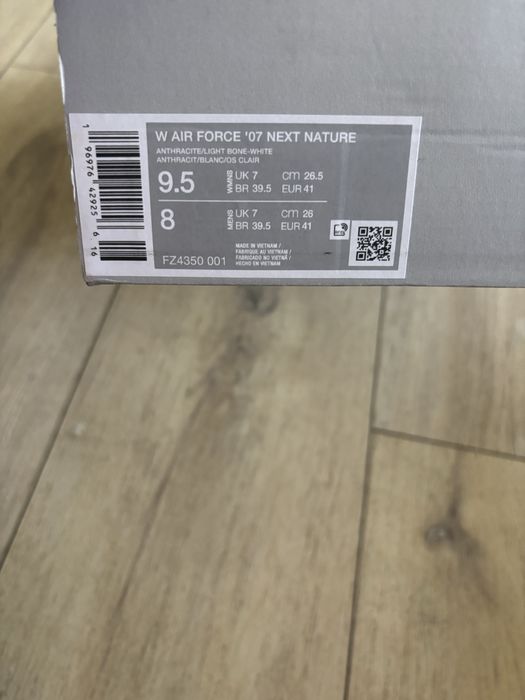 W AIR FORCE '07 NEXT NATURE
ANTHRACITE/LIGHT BONE-WHITE
ANTHRACIT/BLANC/OS CLAIR
9.5 WMNS UK 7 cm 26.5
BR 39.5 EUR 41
8 MENS UK 7 cm 26
BR 39.5 EUR 41
MADE IN VIETNAM /
FABRIQUE AU VIETNAM /
FABRICADO NO VIETNÃ /
HECHO EN VIETNAM
FZ4350 001
1 96976 42925 6 16